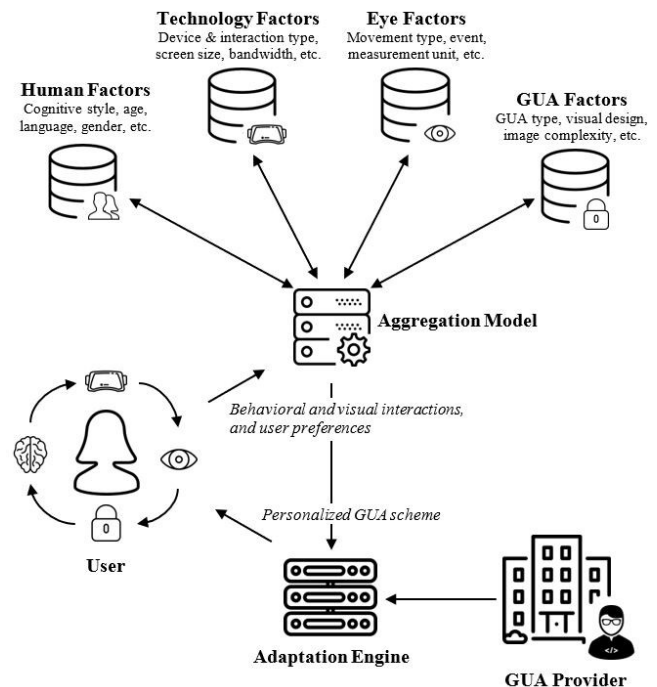 Technology Factors
Device & interaction type,
screen size, bandwidth, etc.
Eye Factors
Movement type, event,
measurement unit, etc.
Human Factors
Cognitive style, age,
language, gender, etc.
GUA Factors
GUA type, visual design,
image complexity, etc.
Aggregation Model
Behavioral and visual interactions,
and user preferences
Personalized GUA scheme
User
Adaptation Engine
</>
GUA Provider